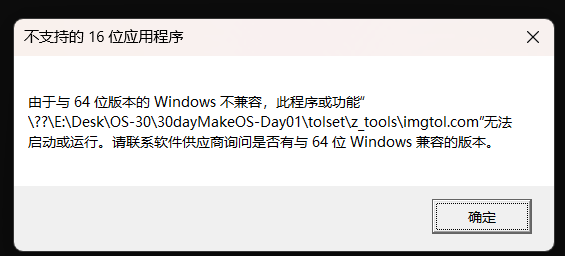 不支持的 16 位应用程序
由于与 64 位版本的 Windows 不兼容，此程序或功能“
\??\E:\Desk\OS-30\30dayMakeOS-Day01\tolset\z_tools\imgtol.com”无法
启动或运行。请联系软件供应商询问是否有与 64 位 Windows 兼容的版本。
确定